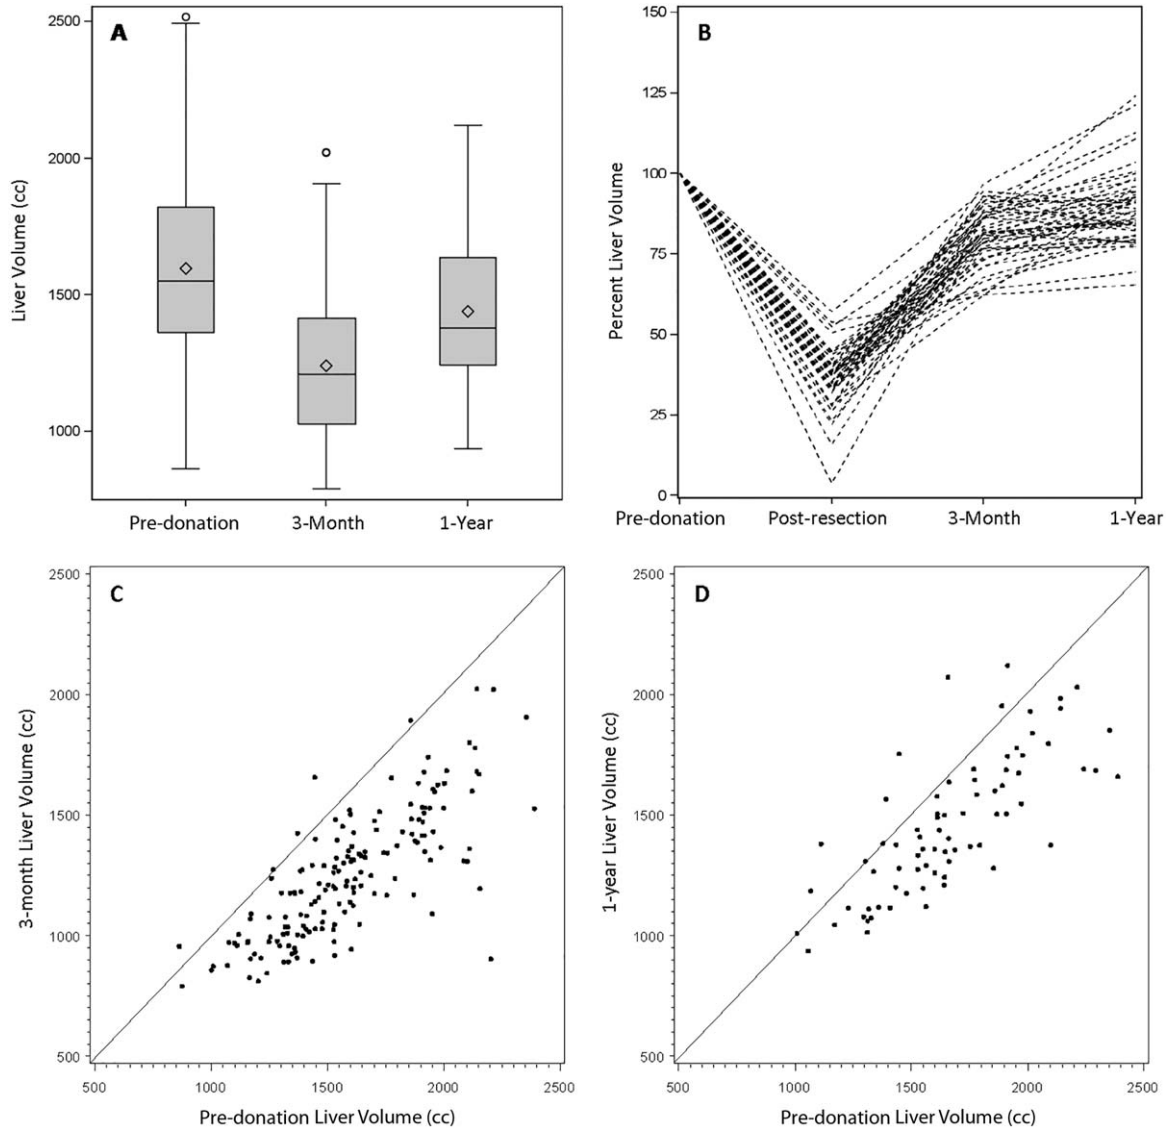 A
2500
2000
1500
1000
Liver Volume (cc)
Pre-donation 3-Month 1-Year
B
150
125
100
75
50
25
0
Percent Liver Volume
Pre-donation Post-resection 3-Month 1-Year
C
2500
2000
1500
1000
500
3-month Liver Volume (cc)
500 1000 1500 2000 2500
Pre-donation Liver Volume (cc)
D
2500
2000
1500
1000
500
1-year Liver Volume (cc)
500 1000 1500 2000 2500
Pre-donation Liver Volume (cc)